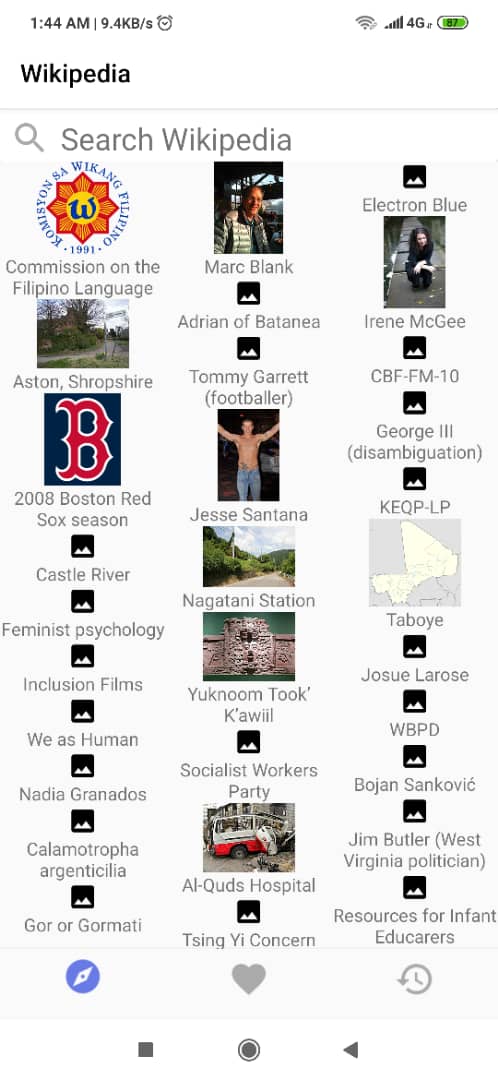 1:44 AM | 9.4KB/s
4G
87
Wikipedia
Search Wikipedia
KOMISYON SA WIKANG FILIPINO
W
• 1991 •
Commission on the
Filipino Language
Aston, Shropshire
B
2008 Boston Red
Sox season
Castle River
Feminist psychology
Inclusion Films
We as Human
Nadia Granados
Calamotropha
argenticilia
Gor or Gormati
Marc Blank
Adrian of Batanea
Tommy Garrett
(footballer)
Jesse Santana
Nagatani Station
Yuknoom Took’
K’awiil
Socialist Workers
Party
Al-Quds Hospital
Tsing Yi Concern
Electron Blue
Irene McGee
CBF-FM-10
George III
(disambiguation)
KEQP-LP
Taboye
Josue Larose
WBPD
Bojan Sanković
Jim Butler (West
Virginia politician)
Resources for Infant
Educarers